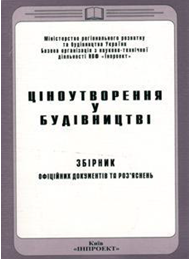 Міністерство регіонального розвитку
та будівництва України
Базова організація з науково-технічної
діяльності НПФ «Інпроект»
ЦІНОУТВОРЕННЯ
У
БУДІВНИЦТВІ
ЗБІРНИК
ОФІЦІЙНИХ ДОКУМЕНТІВ ТА РОЗ'ЯСНЕНЬ
Київ
«ІНПРОЕКТ»